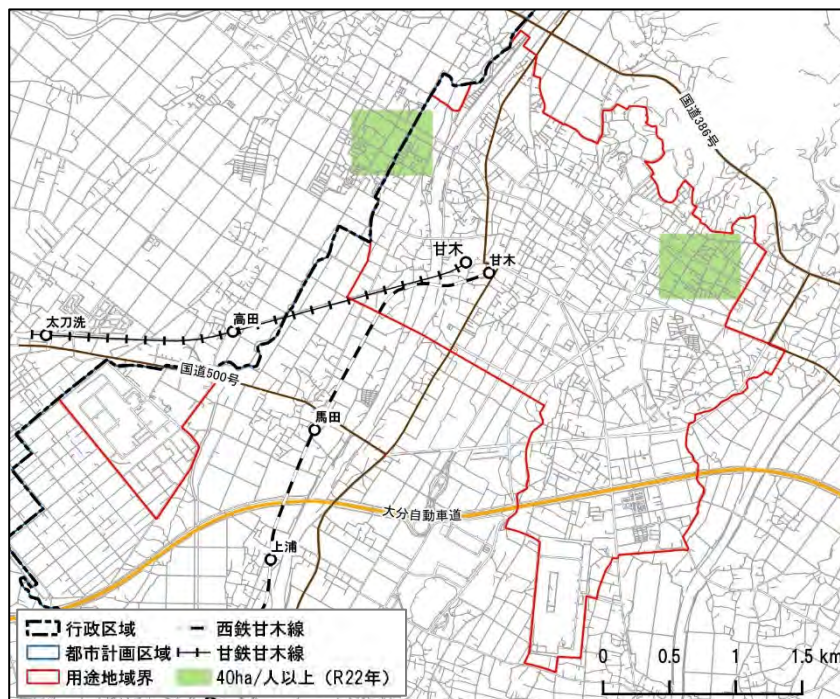 国道386号
甘木
甘木
太刀洗
高田
国道500号
馬田
大分自動車道
上浦
行政区域
西鉄甘木線
都市計画区域
甘鉄甘木線
用途地域界
40ha/人以上（R22年）
0 0.5 1 1.5 km